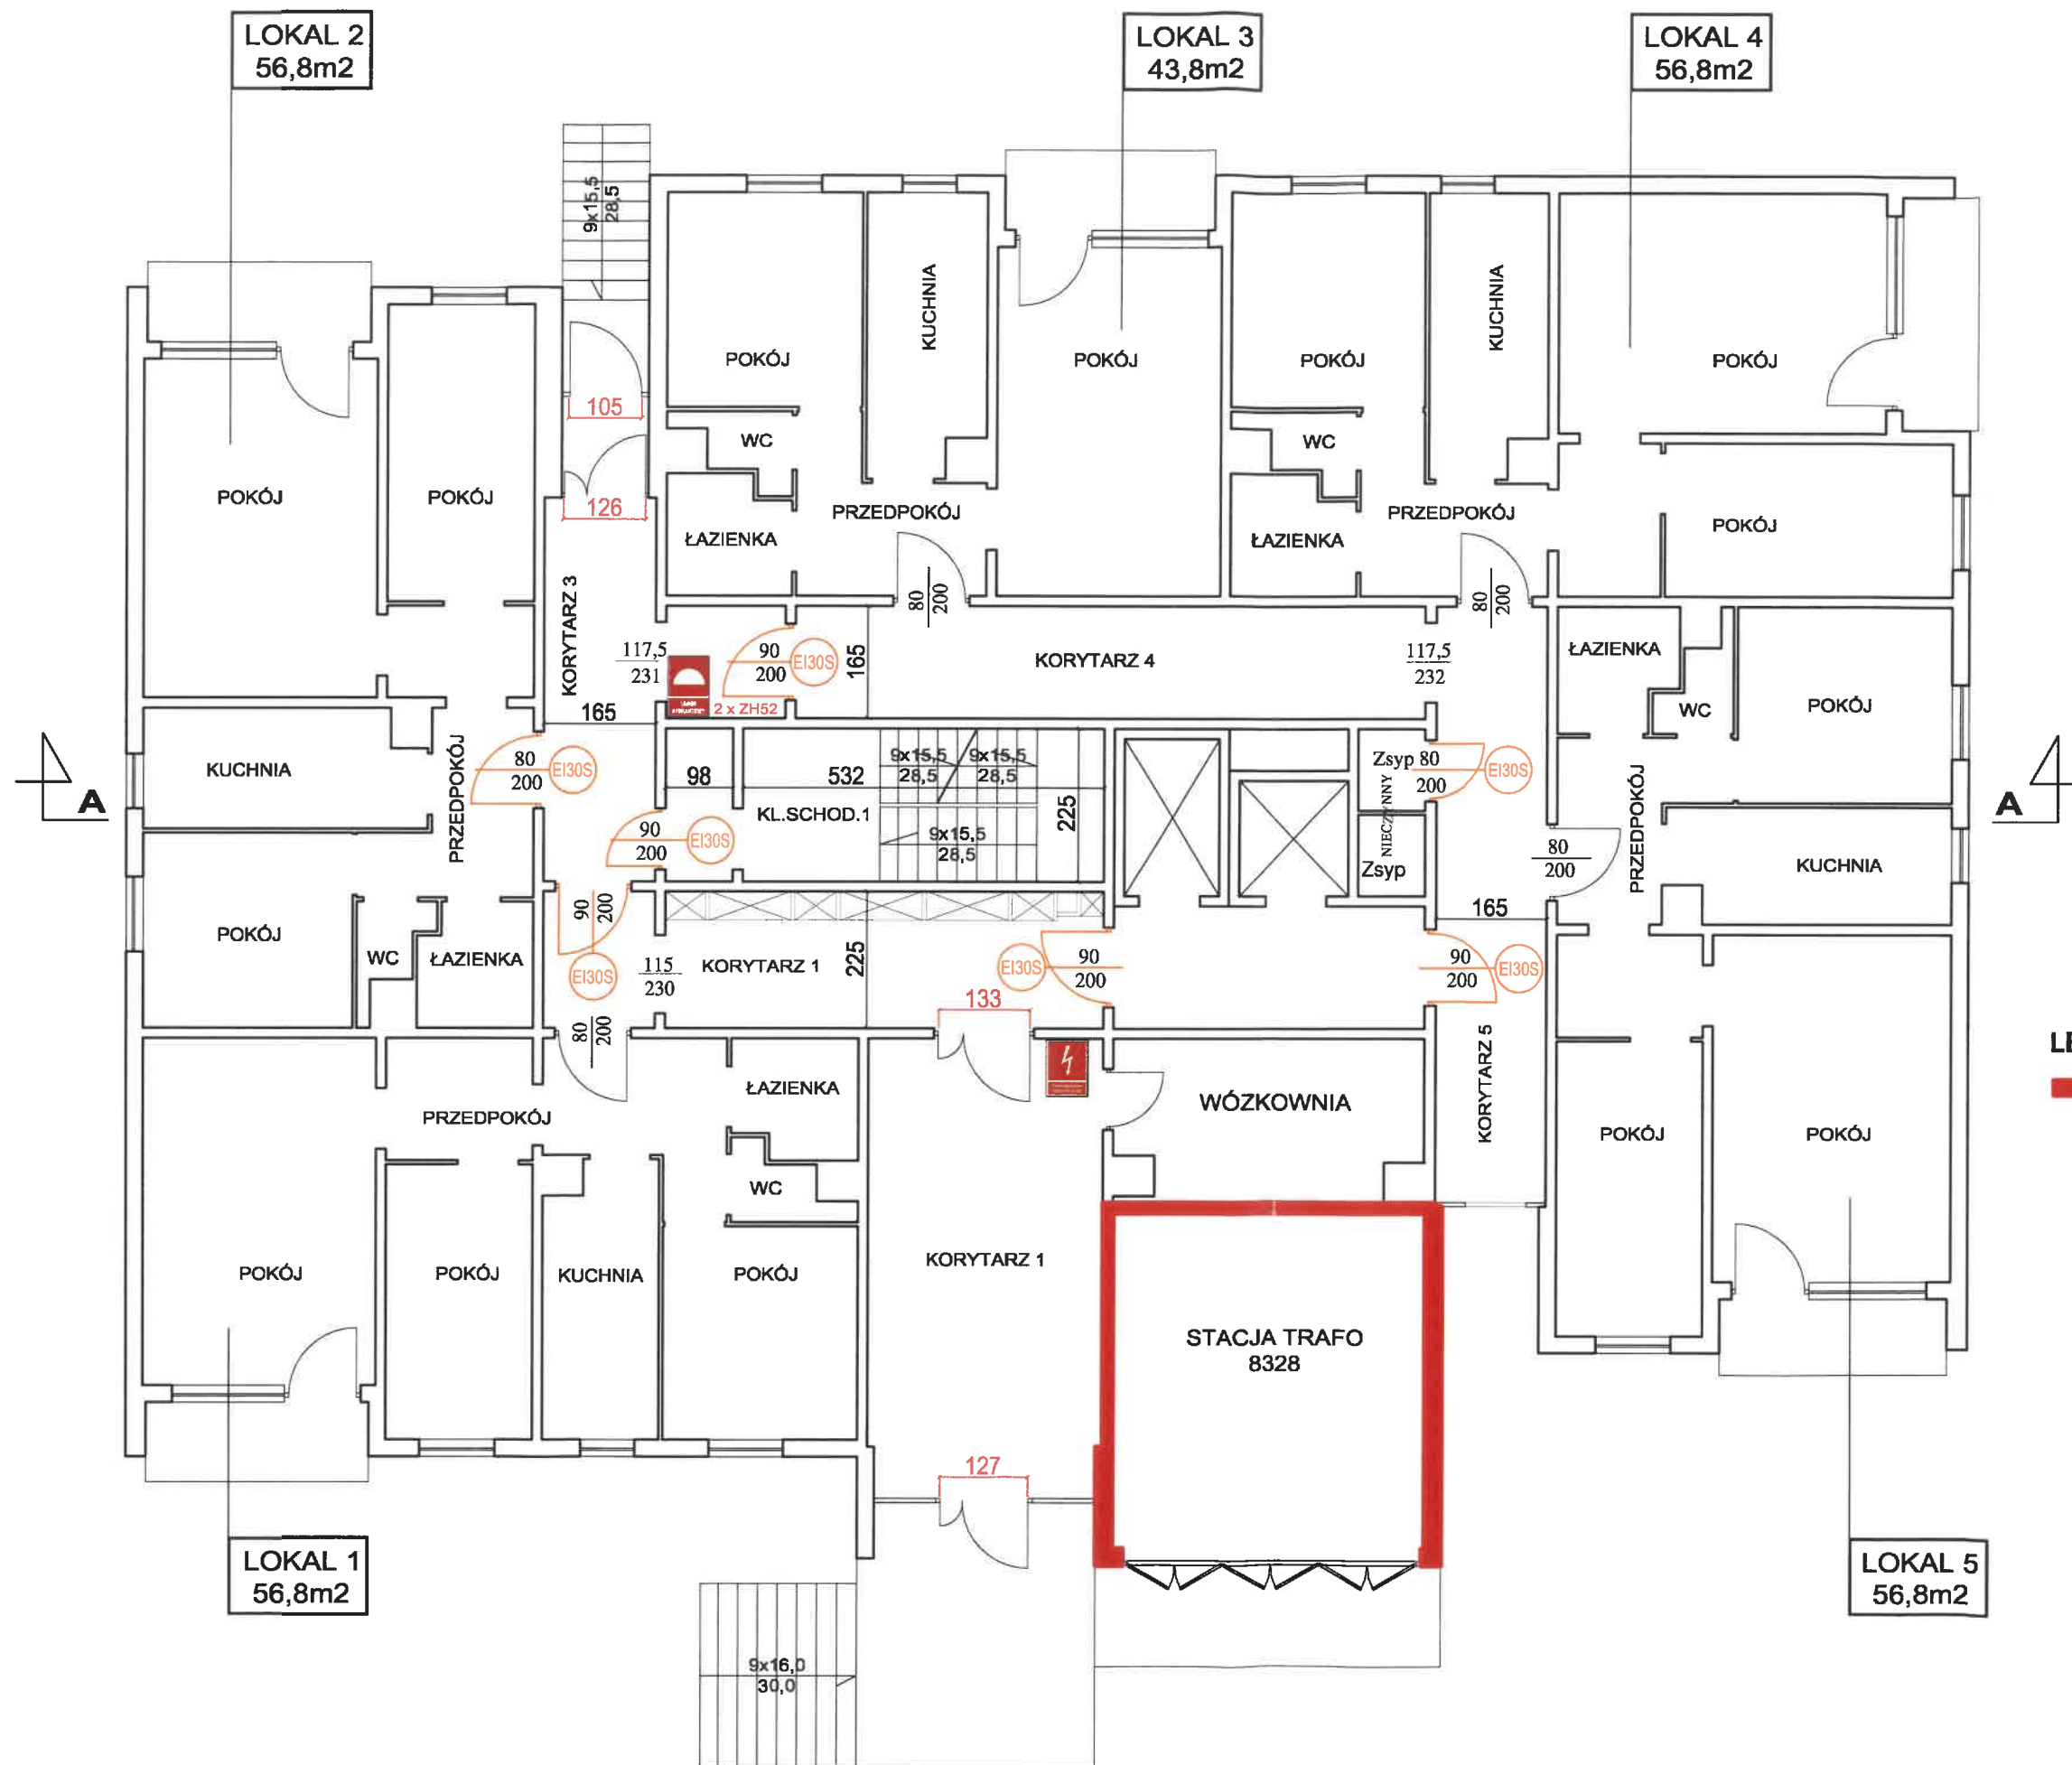 LOKAL 2
56,8m2
LOKAL 3
43,8m2
LOKAL 4
56,8m2
9x15,5
28,5
POKÓJ
KUCHNIA
POKÓJ
POKÓJ
KUCHNIA
POKÓJ
105
WC
WC
POKÓJ
POKÓJ
126
PRZEDPOKÓJ
PRZEDPOKÓJ
POKÓJ
ŁAZIENKA
ŁAZIENKA
80
200
80
200
KORYTARZ 3
117,5
231
90
200
EI30S
165
KORYTARZ 4
117,5
232
ŁAZIENKA
2 x ZH52
165
WC
POKÓJ
KUCHNIA
PRZEDPOKÓJ
80
200
EI30S
98
532
9x15,5
28,5
9x15,5
28,5
Zsyp 80
200
EI30S
NIECZYNNY
A
A
KL.SCHOD.1
225
90
200
EI30S
9x15,5
28,5
Zsyp
80
200
PRZEDPOKÓJ
KUCHNIA
90
200
165
POKÓJ
WC
ŁAZIENKA
EI30S
115
230
KORYTARZ 1
225
EI30S
90
200
90
200
EI30S
133
80
200
LE
KORYTARZ 5
ŁAZIENKA
WÓZKOWNIA
PRZEDPOKÓJ
POKÓJ
POKÓJ
WC
KORYTARZ 1
POKÓJ
POKÓJ
KUCHNIA
POKÓJ
STACJA TRAFO
8328
127
LOKAL 1
56,8m2
LOKAL 5
56,8m2
9x16,0
30,0